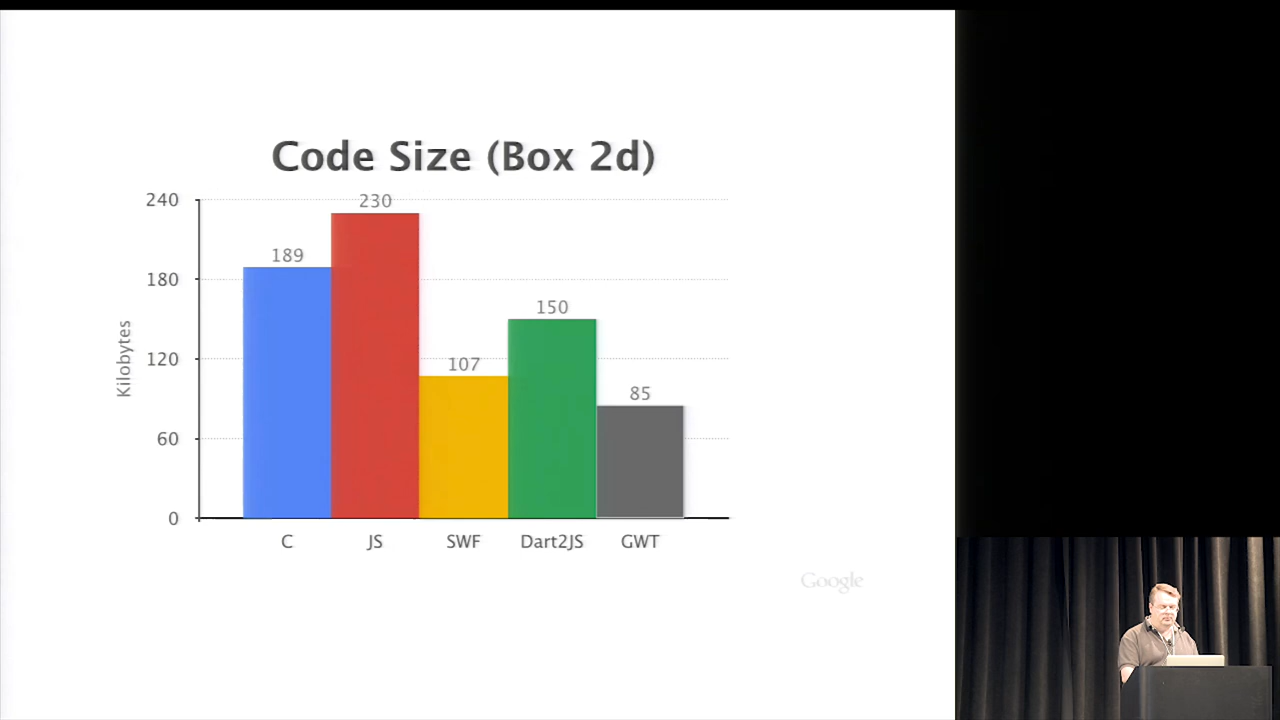 Code Size (Box 2d)
240
180
120
60
0
Kilobytes
189
230
107
150
85
C
JS
SWF
Dart2JS
GWT
Google